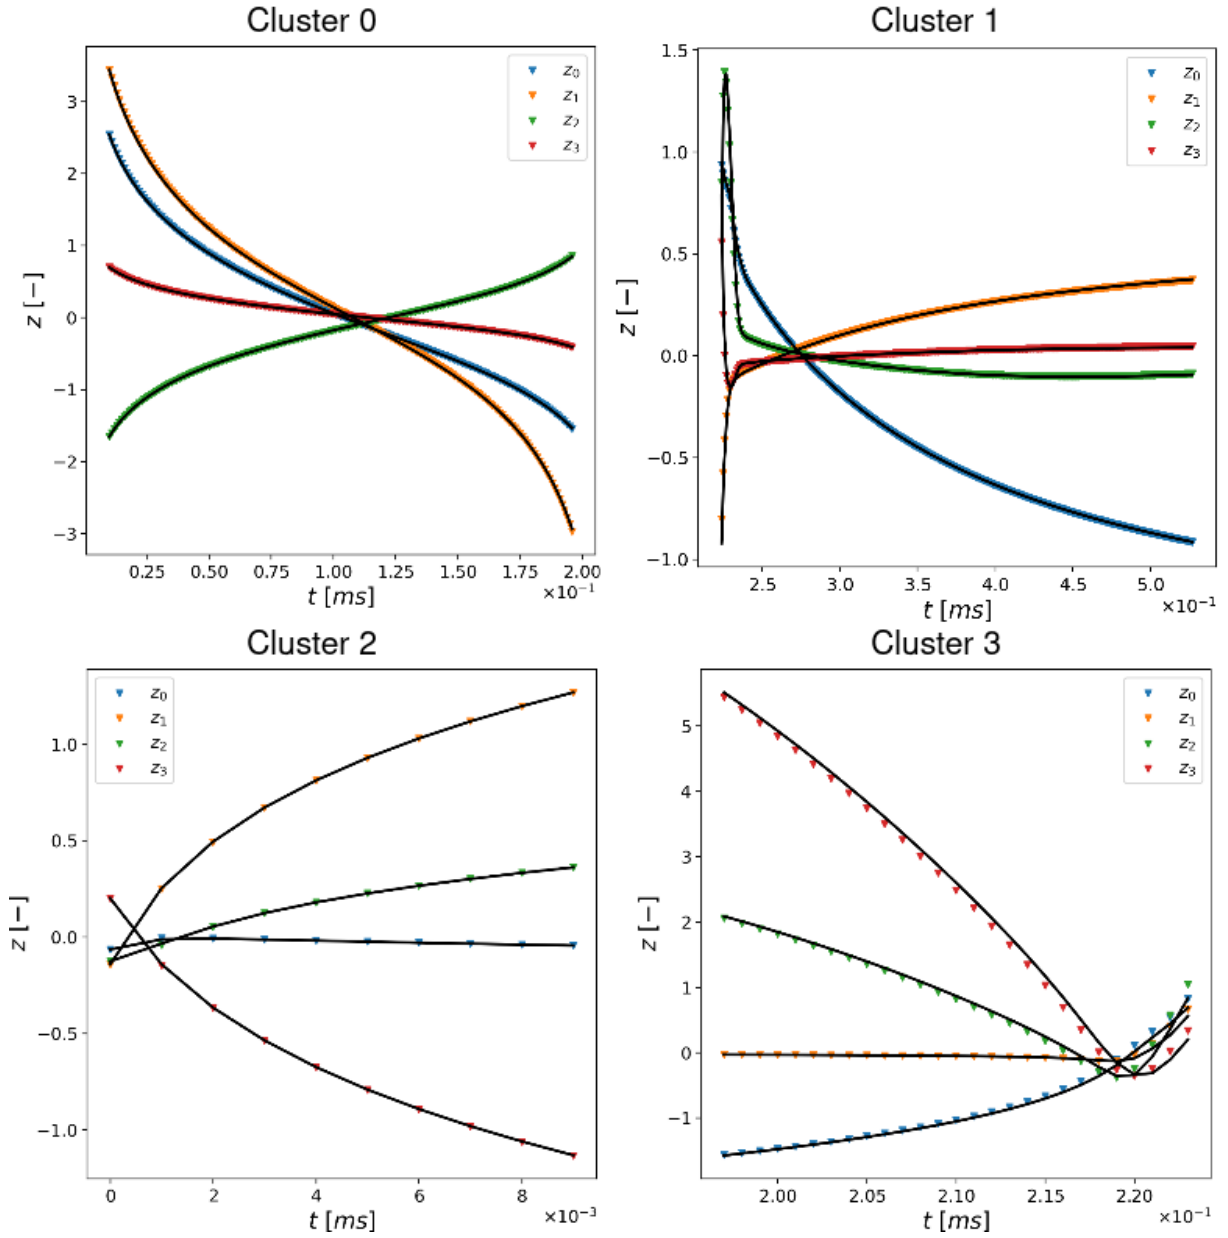 Cluster 0
z0
z1
z2
z3
z [−]
3
2
1
0
−1
−2
−3
0.25 0.50 0.75 1.00 1.25 1.50 1.75 2.00
×10−1
t [ms]
Cluster 1
z0
z1
z2
z3
z [−]
1.5
1.0
0.5
0.0
−0.5
−1.0
2.5 3.0 3.5 4.0 4.5 5.0
×10−1
t [ms]
Cluster 2
z0
z1
z2
z3
z [−]
1.0
0.5
0.0
−0.5
−1.0
0 2 4 6 8
×10−3
t [ms]
Cluster 3
z0
z1
z2
z3
z [−]
5
4
3
2
1
0
−1
2.00 2.05 2.10 2.15 2.20
×10−1
t [ms]